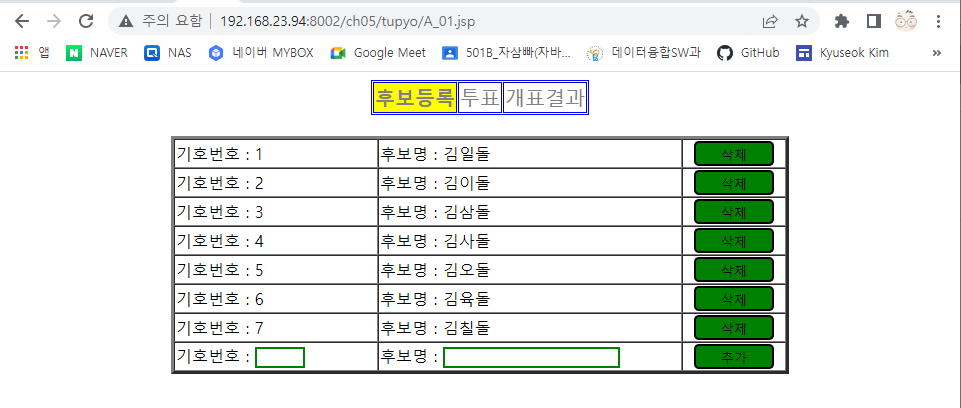 주의 요함 | 192.168.23.94:8002/ch05/tupyo/A_01.jsp
앱 NAVER NAS 네이버 MYBOX Google Meet 501B_자삼빠(자바... 데이터융합SW과 GitHub Kyuseok Kim »
후보등록 투표 개표결과
기호번호 : 1 후보명 : 김일돌 삭제
기호번호 : 2 후보명 : 김이돌 삭제
기호번호 : 3 후보명 : 김삼돌 삭제
기호번호 : 4 후보명 : 김사돌 삭제
기호번호 : 5 후보명 : 김오돌 삭제
기호번호 : 6 후보명 : 김육돌 삭제
기호번호 : 7 후보명 : 김칠돌 삭제
기호번호 : 후보명 : 추가